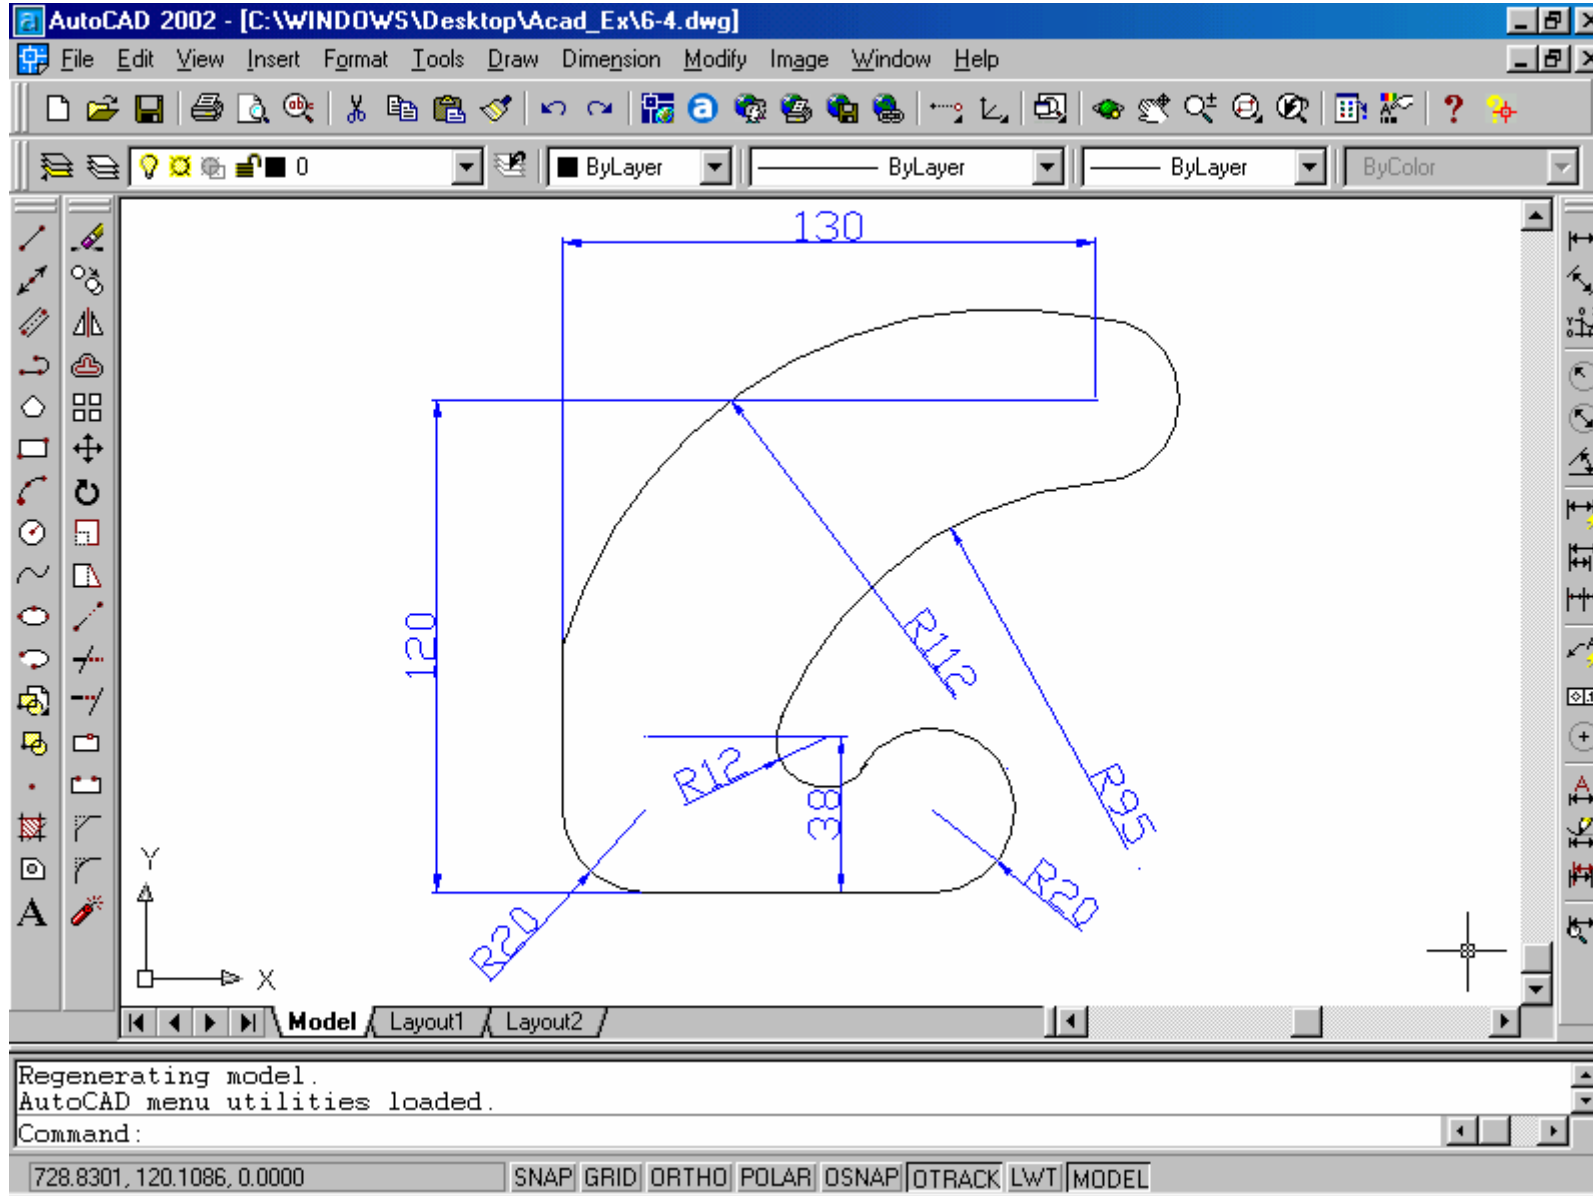 AutoCAD 2002 - [C:\WINDOWS\Desktop\Acad_Ex\6-4.dwg]
File Edit View Insert Format Tools Draw Dimension Modify Image Window Help
0 ByLayer ByLayer ByLayer ByColor
130
120
R112
R12
38
R95
R20
R20
Y
X
A
Model Layout1 Layout2
Regenerating model.
AutoCAD menu utilities loaded.
Command:
728.8301, 120.1086, 0.0000 SNAP GRID ORTHO POLAR OSNAP OTRACK LWT MODEL